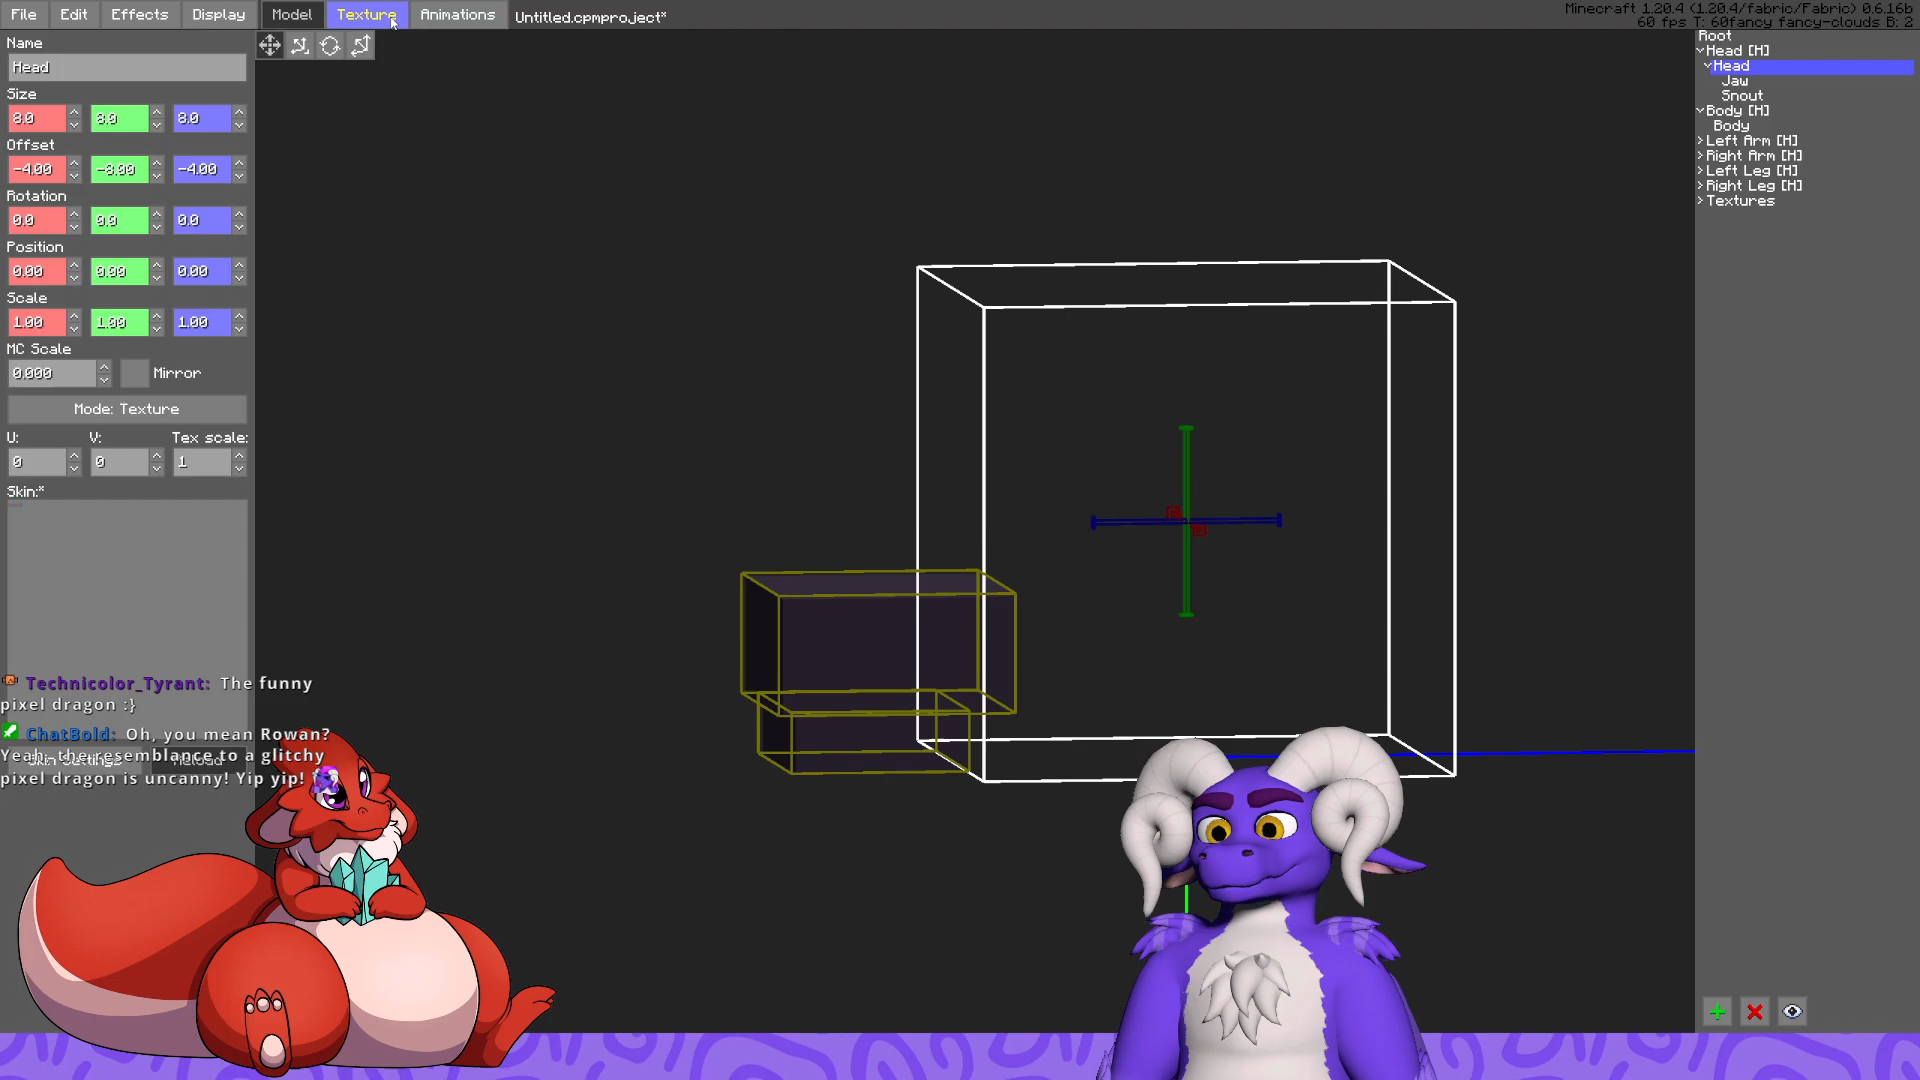 File Edit Effects Display Model Texture Animations Untitled.cpmproject*
Minecraft 1.20.4 (1.20.4/fabric/Fabric) 0.6.16b
60 fps T: 60fancy fancy-clouds B: 2
Name
Head
Size
8.0 8.0 8.0
Offset
-4.00 -8.00 -4.00
Rotation
0.0 0.0 0.0
Position
0.00 0.00 0.00
Scale
1.00 1.00 1.00
MC Scale
0.000 Mirror
Mode: Texture
U: V: Tex scale:
0 0 1
Skin:*
Technicolor_Tyrant: The funny
pixel dragon :}
ChatBold: Oh, you mean Rowan?
Yeah, the resemblance to a glitchy
pixel dragon is uncanny! Yip yip!
Skin Settings Reload
Root
Head [H]
Head
Jaw
Snout
Body [H]
Body
Left Arm [H]
Right Arm [H]
Left Leg [H]
Right Leg [H]
Textures